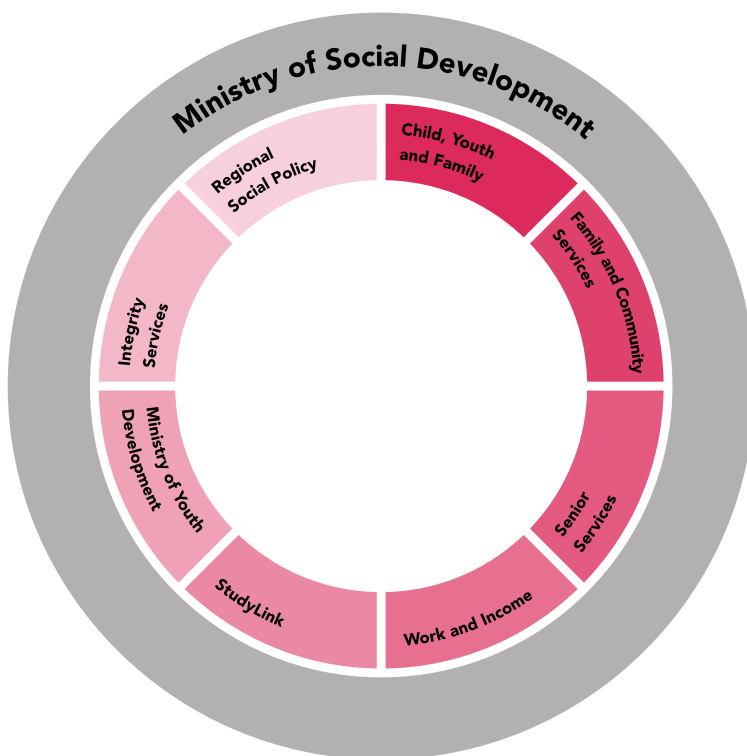 Ministry of Social Development
Child, Youth
and Family
Family and Community
Services
Senior
Services
Work and Income
StudyLink
Ministry of Youth
Development
Integrity
Services
Regional
Social Policy